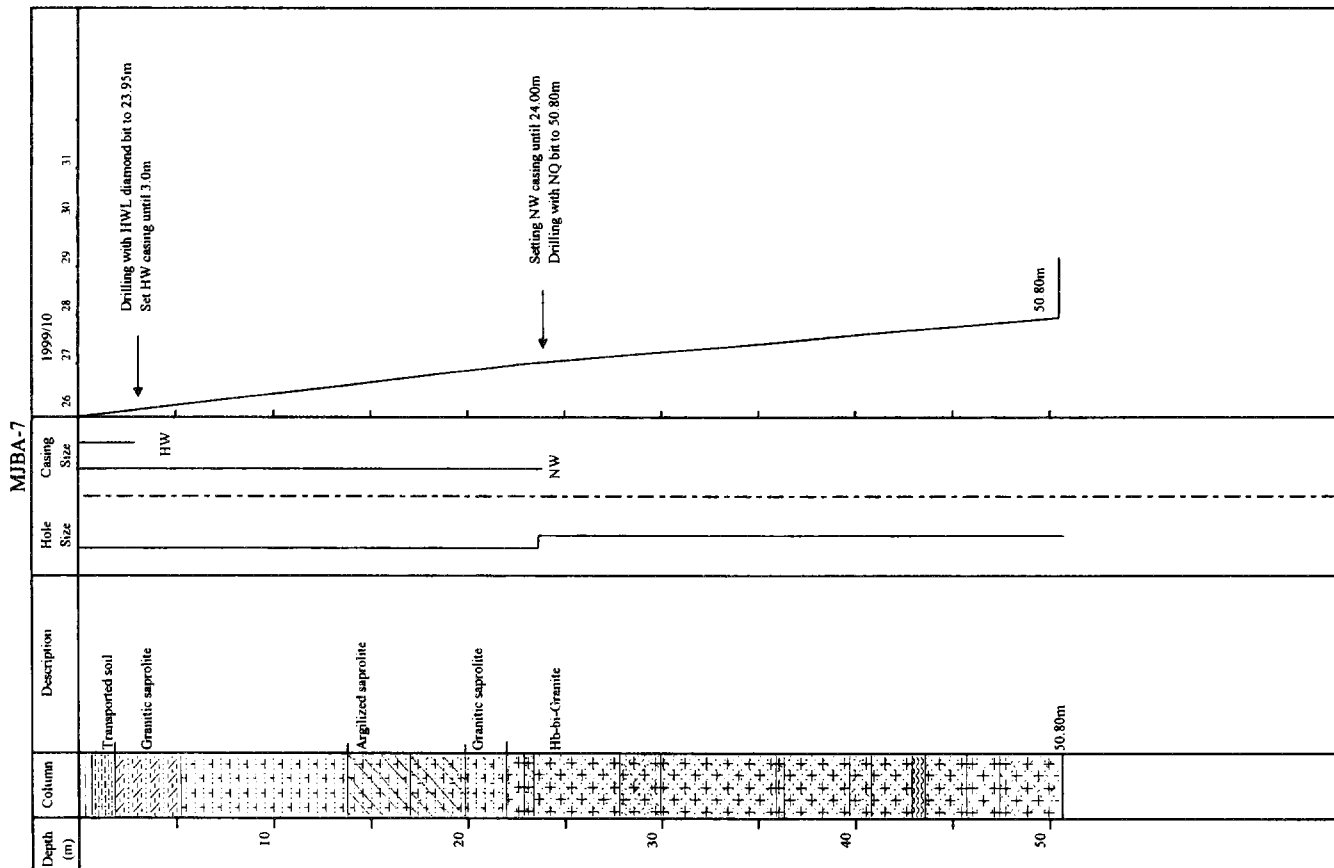 MJBA-7
Depth
(m)
Column
Description
Hole
Size
Casing
Size
1999/10
26
27
28
29
30
31
Transported soil
Granitic saprolite
Argilized saprolite
Granitic saprolite
Hb-bi-Granite
50.80m
HW
NW
Drilling with HWL diamond bit to 23.95m
Set HW casing until 3.0m
Setting NW casing until 24.00m
Drilling with NQ bit to 50.80m
50 80m
10
20
30
40
50